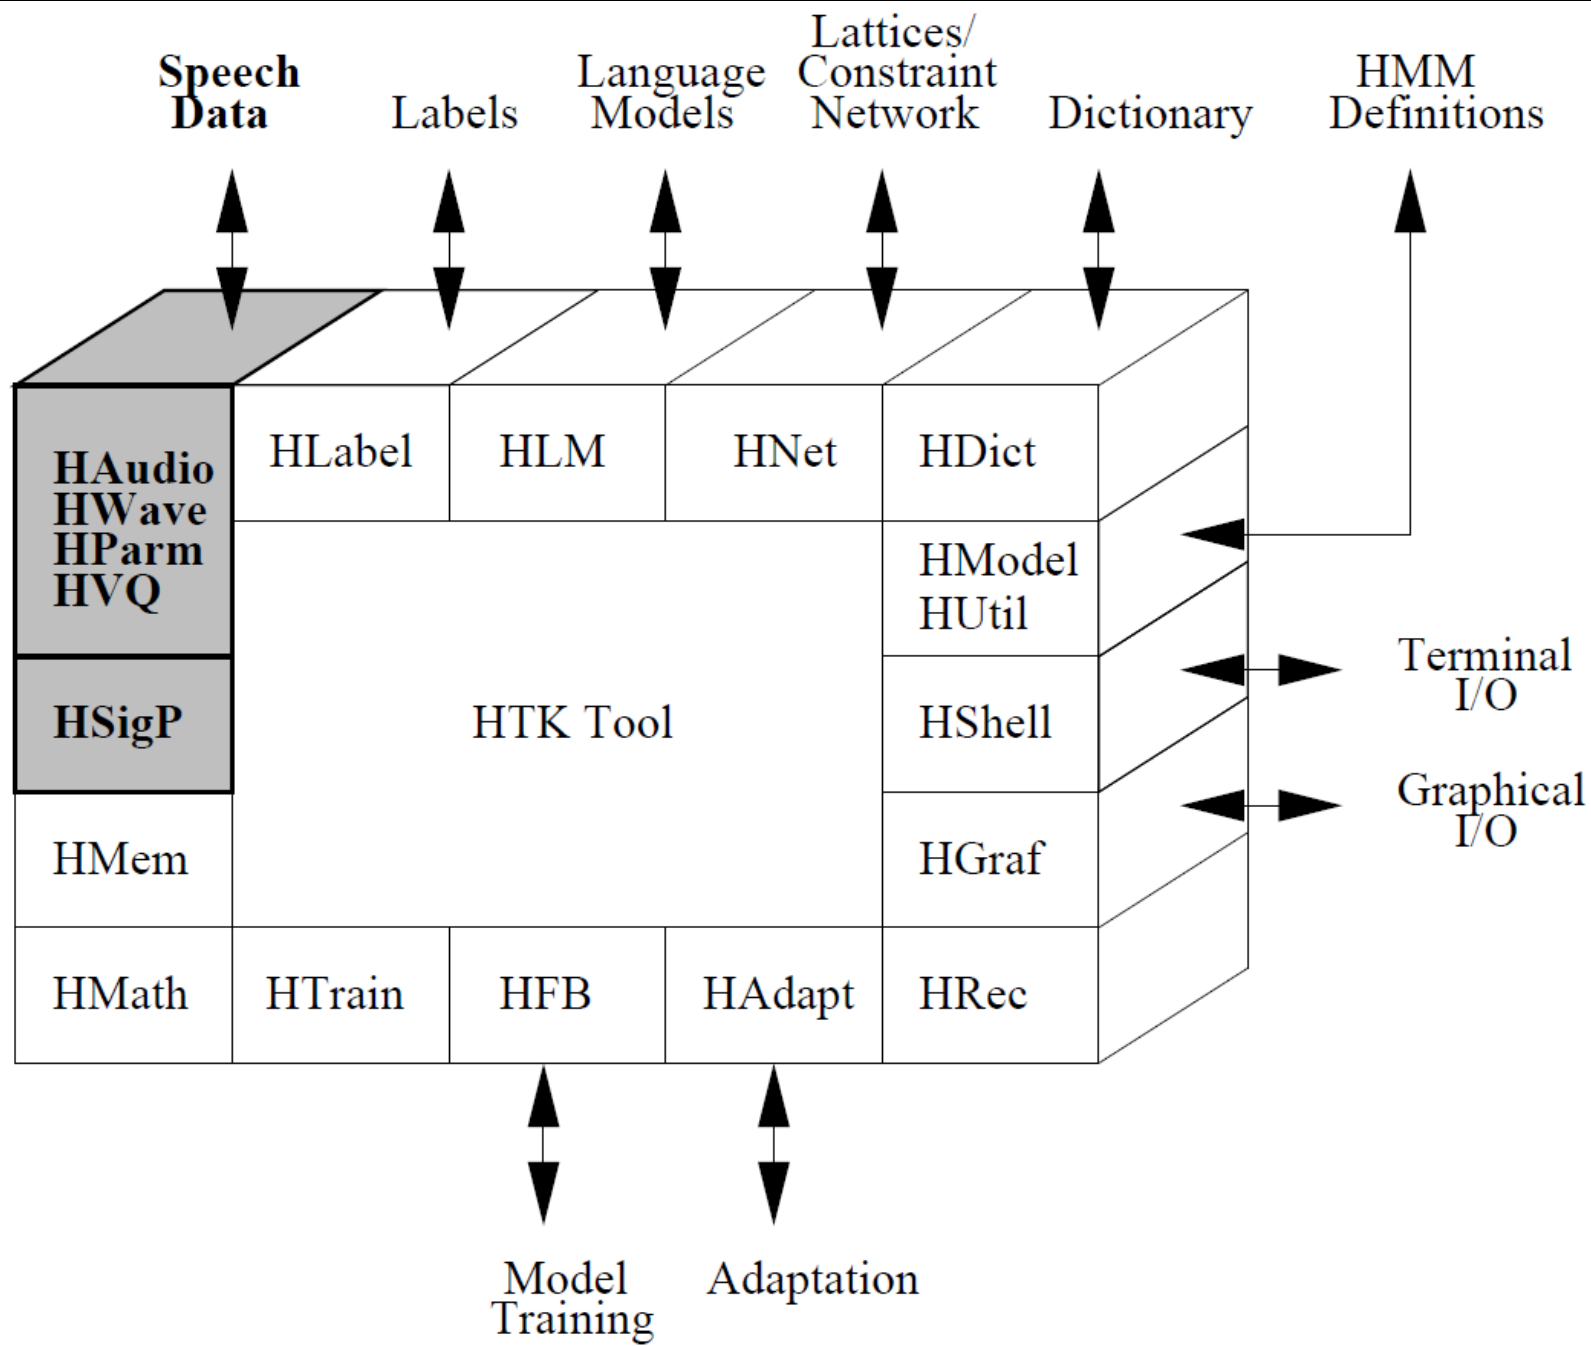 Speech
Data
Labels
Language
Models
Lattices/
Constraint
Network
Dictionary
HMM
Definitions
HAudio
HWave
HParm
HVQ
HLabel
HLM
HNet
HDict
HModel
HUtil
HSigP
HTK Tool
HShell
Terminal
I/O
HMem
HGraf
Graphical
I/O
HMath
HTrain
HFB
HAdapt
HRec
Model
Training
Adaptation